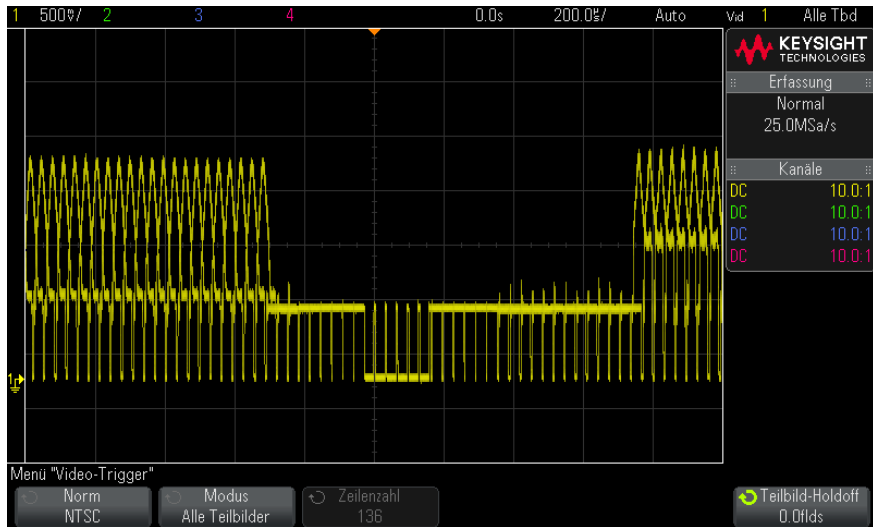 1 500♈/ 2 3 4 0.0s 200.0㎲/ Auto Vid 1 Alle Tbd
KEYSIGHT
TECHNOLOGIES
Erfassung
Normal
25.0MSa/s
Kanäle
DC 10.0:1
DC 10.0:1
DC 10.0:1
DC 10.0:1
1
Menü "Video-Trigger"
Norm
NTSC
Modus
Alle Teilbilder
Zeilenzahl
136
Teilbild-Holdoff
0.0flds